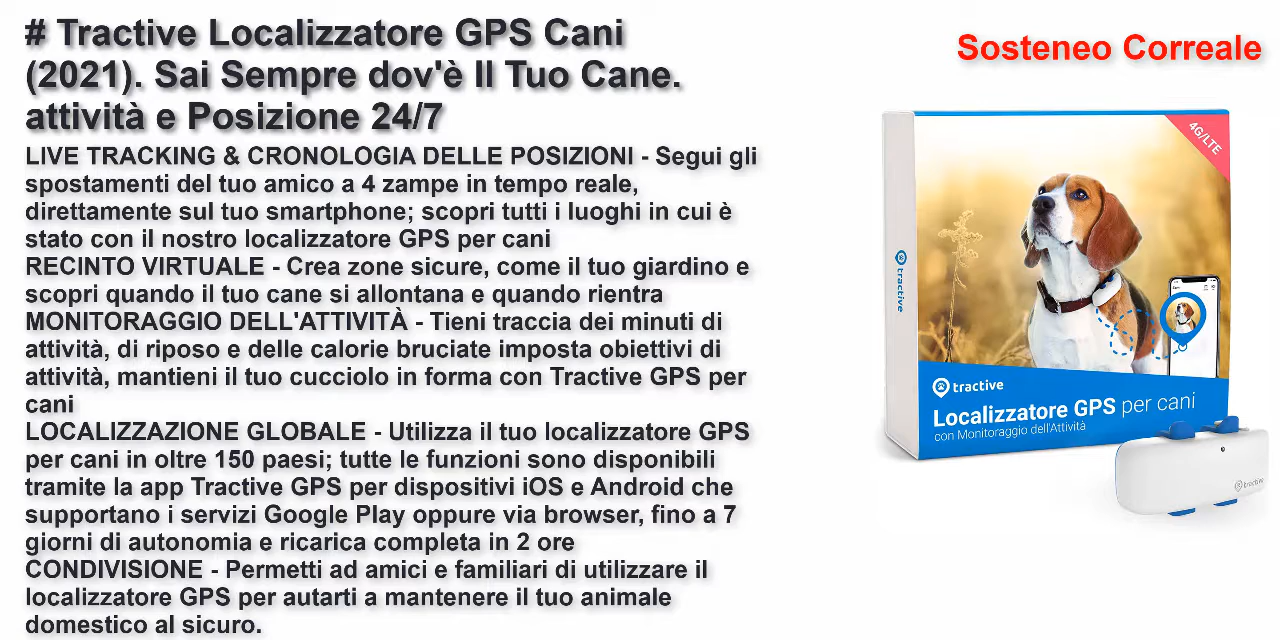 # Tractive Localizzatore GPS Cani
(2021). Sai Sempre dov'è Il Tuo Cane.
attività e Posizione 24/7
LIVE TRACKING & CRONOLOGIA DELLE POSIZIONI - Segui gli
spostamenti del tuo amico a 4 zampe in tempo reale,
direttamente sul tuo smartphone; scopri tutti i luoghi in cui è
stato con il nostro localizzatore GPS per cani
RECINTO VIRTUALE - Crea zone sicure, come il tuo giardino e
scopri quando il tuo cane si allontana e quando rientra
MONITORAGGIO DELL'ATTIVITÀ - Tieni traccia dei minuti di
attività, di riposo e delle calorie bruciate imposta obiettivi di
attività, mantieni il tuo cucciolo in forma con Tractive GPS per
cani
LOCALIZZAZIONE GLOBALE - Utilizza il tuo localizzatore GPS
per cani in oltre 150 paesi; tutte le funzioni sono disponibili
tramite la app Tractive GPS per dispositivi iOS e Android che
supportano i servizi Google Play oppure via browser, fino a 7
giorni di autonomia e ricarica completa in 2 ore
CONDIVISIONE - Permetti ad amici e familiari di utilizzare il
localizzatore GPS per autarti a mantenere il tuo animale
domestico al sicuro.
Sosteneo Correale
4G/LTE
tractive
tractive
Localizzatore GPS per cani
con Monitoraggio dell'Attività
tractive